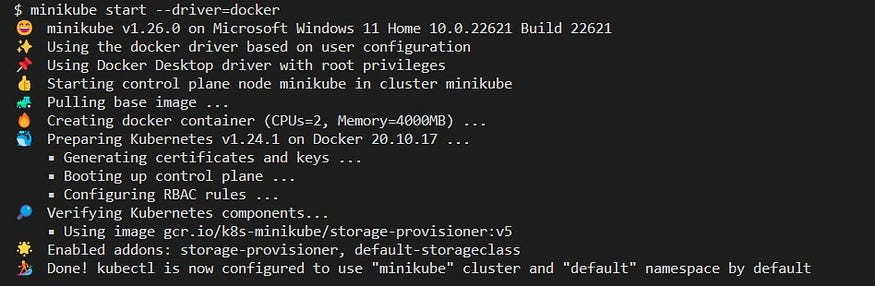 $ minikube start --driver=docker
😄 minikube v1.26.0 on Microsoft Windows 11 Home 10.0.22621 Build 22621
✨ Using the docker driver based on user configuration
📌 Using Docker Desktop driver with root privileges
👍 Starting control plane node minikube in cluster minikube
🚜 Pulling base image ...
🔥 Creating docker container (CPUs=2, Memory=4000MB) ...
🐳 Preparing Kubernetes v1.24.1 on Docker 20.10.17 ...
▪ Generating certificates and keys ...
▪ Booting up control plane ...
▪ Configuring RBAC rules ...
🔎 Verifying Kubernetes components...
▪ Using image gcr.io/k8s-minikube/storage-provisioner:v5
🌟 Enabled addons: storage-provisioner, default-storageclass
🏄 Done! kubectl is now configured to use "minikube" cluster and "default" namespace by default